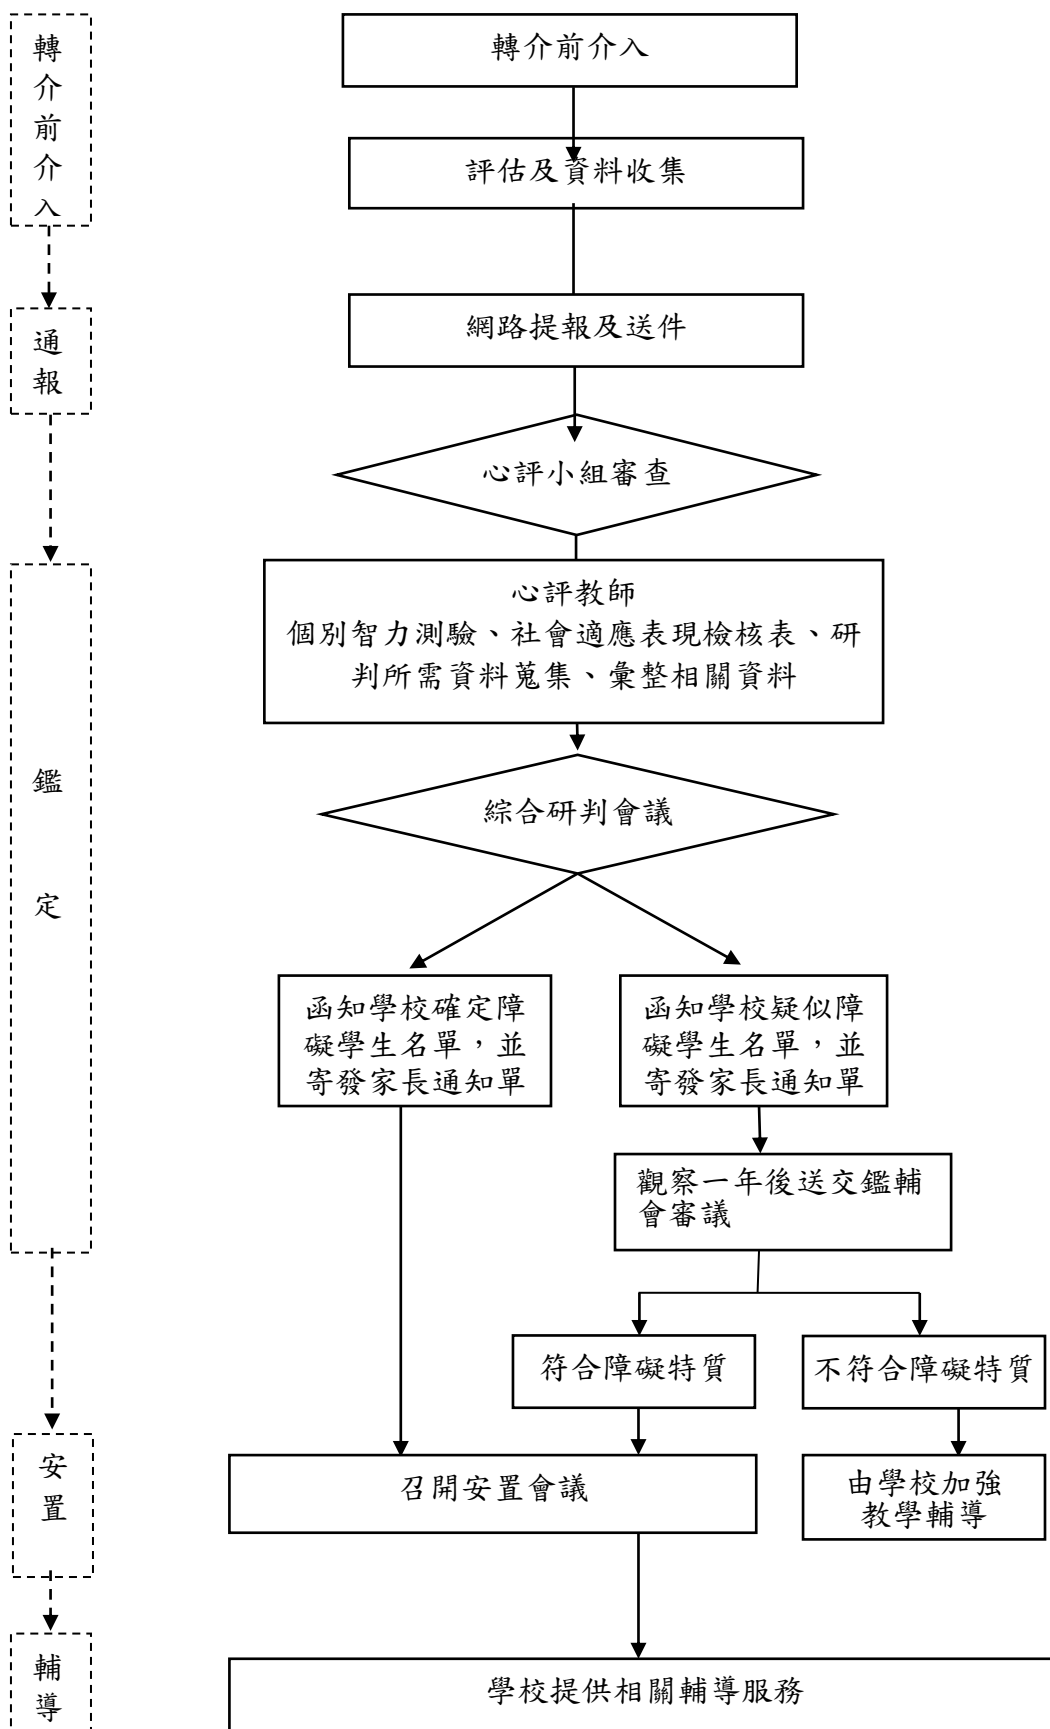 轉
介
前
介
入
通
報
鑑
定
安
置
輔
導
轉介前介入
評估及資料收集
網路提報及送件
心評小組審查
心評教師
個別智力測驗、社會適應表現檢核表、研
判所需資料蒐集、彙整相關資料
綜合研判會議
函知學校確定障
礙學生名單，並
寄發家長通知單
函知學校疑似障
礙學生名單，並
寄發家長通知單
觀察一年後送交鑑輔
會審議
符合障礙特質
不符合障礙特質
召開安置會議
由學校加強
教學輔導
學校提供相關輔導服務